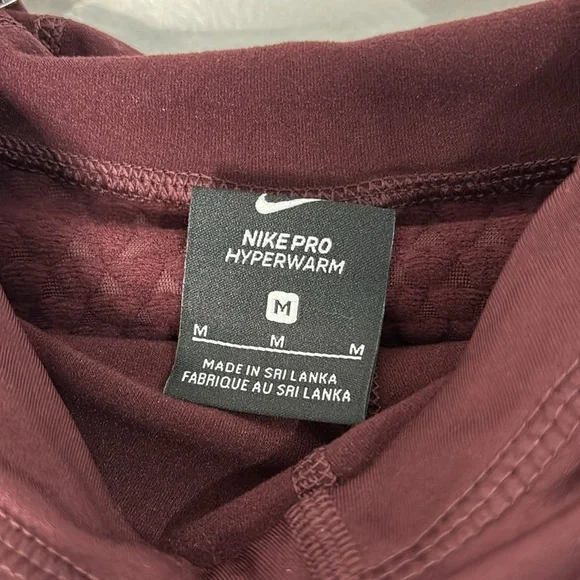 NIKE PRO
HYPERWARM
M
M M M
MADE IN SRI LANKA
FABRIQUE AU SRI LANKA